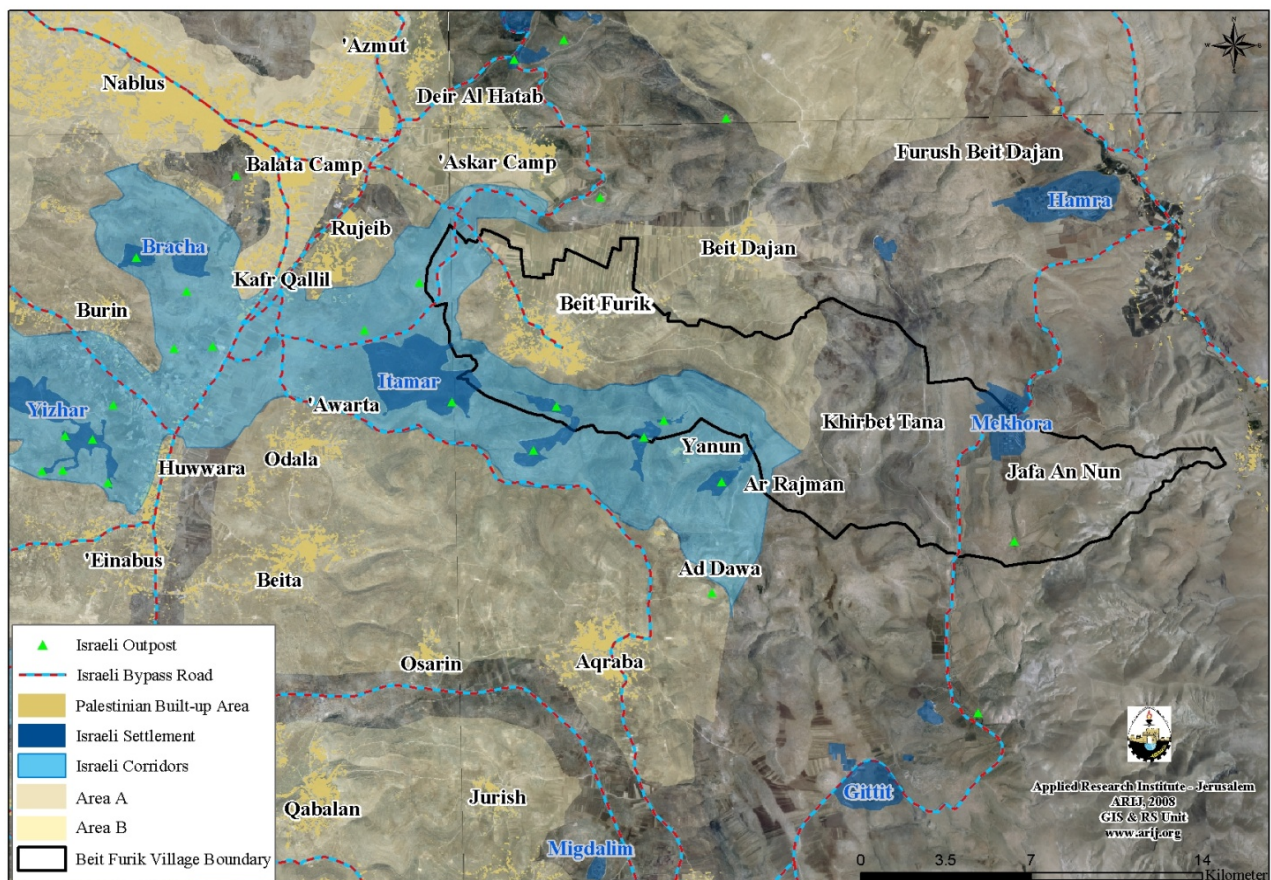 'Azmut
Nablus
Deir Al Hatab
Balata Camp
'Askar Camp
Furush Beit Dajan
Hamra
Rujeib
Bracha
Beit Dajan
Kafr Qallil
Burin
Beit Furik
Itamar
'Awarta
Yizhar
Khirbet Tana
Mekhora
Yanun
Odala
Huwwara
Jafa An Nun
Ar Rajman
'Einabus
Beita
Ad Dawa
Osarin
Aqraba
Qabalan
Jurish
Gittit
Migdalim
Israeli Outpost
Israeli Bypass Road
Palestinian Built-up Area
Israeli Settlement
Israeli Corridors
Area A
Area B
Beit Furik Village Boundary
Applied Research Institute - Jerusalem
ARIJ, 2008
GIS & RS Unit
www.arij.org
0 3.5 7 14
Kilometer